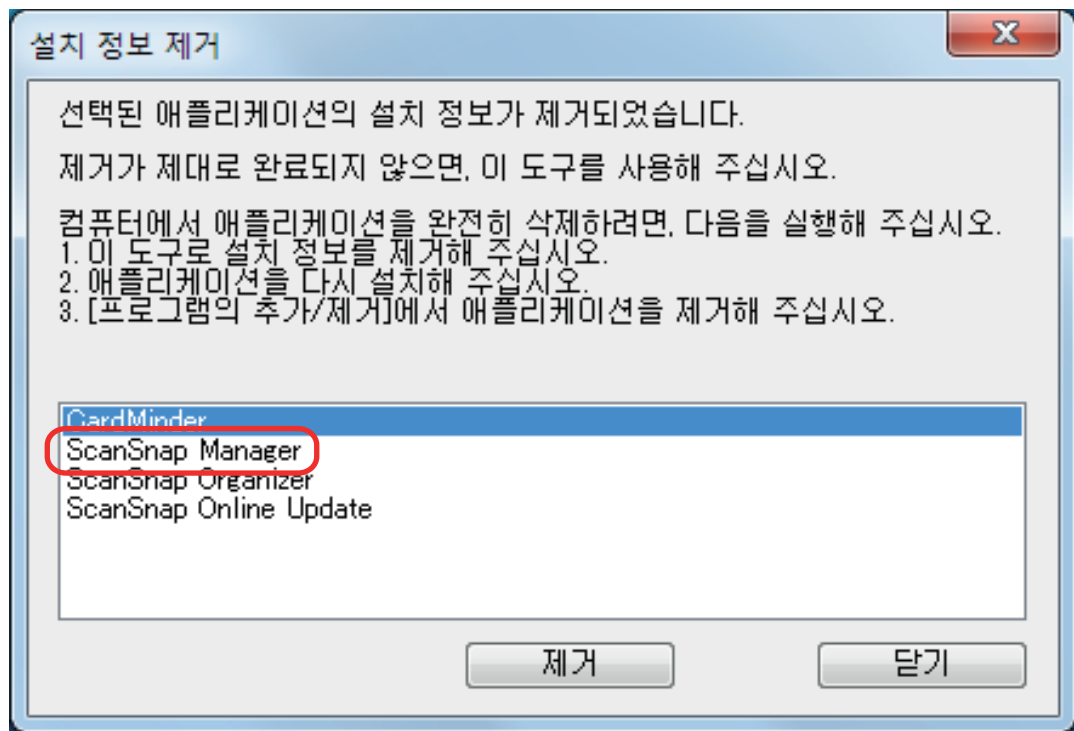 설치 정보 제거
선택된 애플리케이션의 설치 정보가 제거되었습니다.
제거가 제대로 완료되지 않으면, 이 도구를 사용해 주십시오.
컴퓨터에서 애플리케이션을 완전히 삭제하려면, 다음을 실행해 주십시오.
1. 이 도구로 설치 정보를 제거해 주십시오.
2. 애플리케이션을 다시 설치해 주십시오.
3. [프로그램의 추가/제거]에서 애플리케이션을 제거해 주십시오.
CardMinder
ScanSnap Manager
ScanSnap Organizer
ScanSnap Online Update
제거 닫기